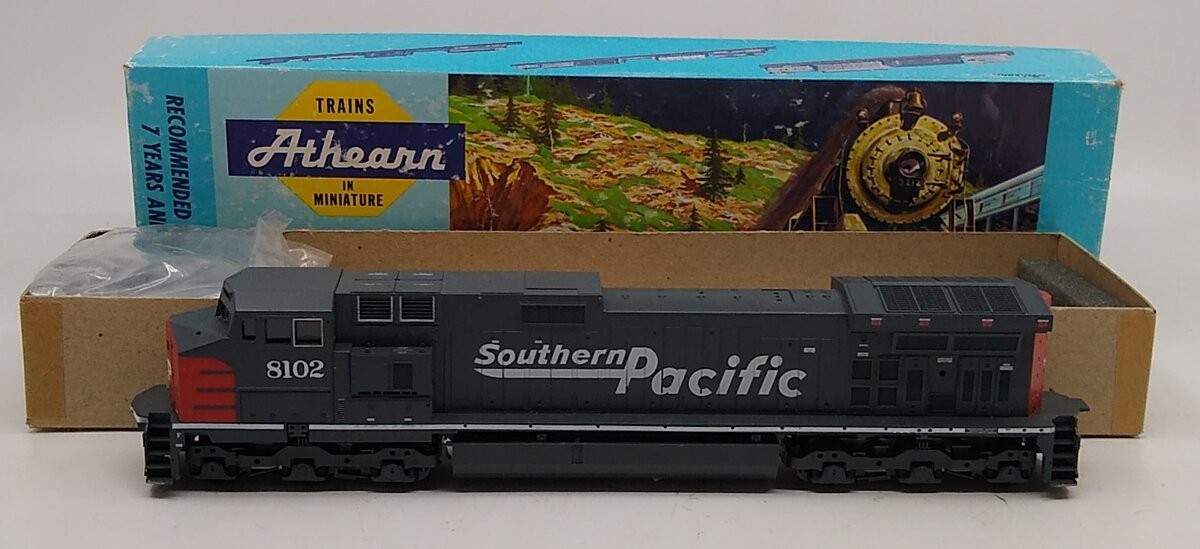 RECOMMENDED
7 YEARS AN
TRAINS
Athearn
IN
MINIATURE
8102
Southern
Pacific